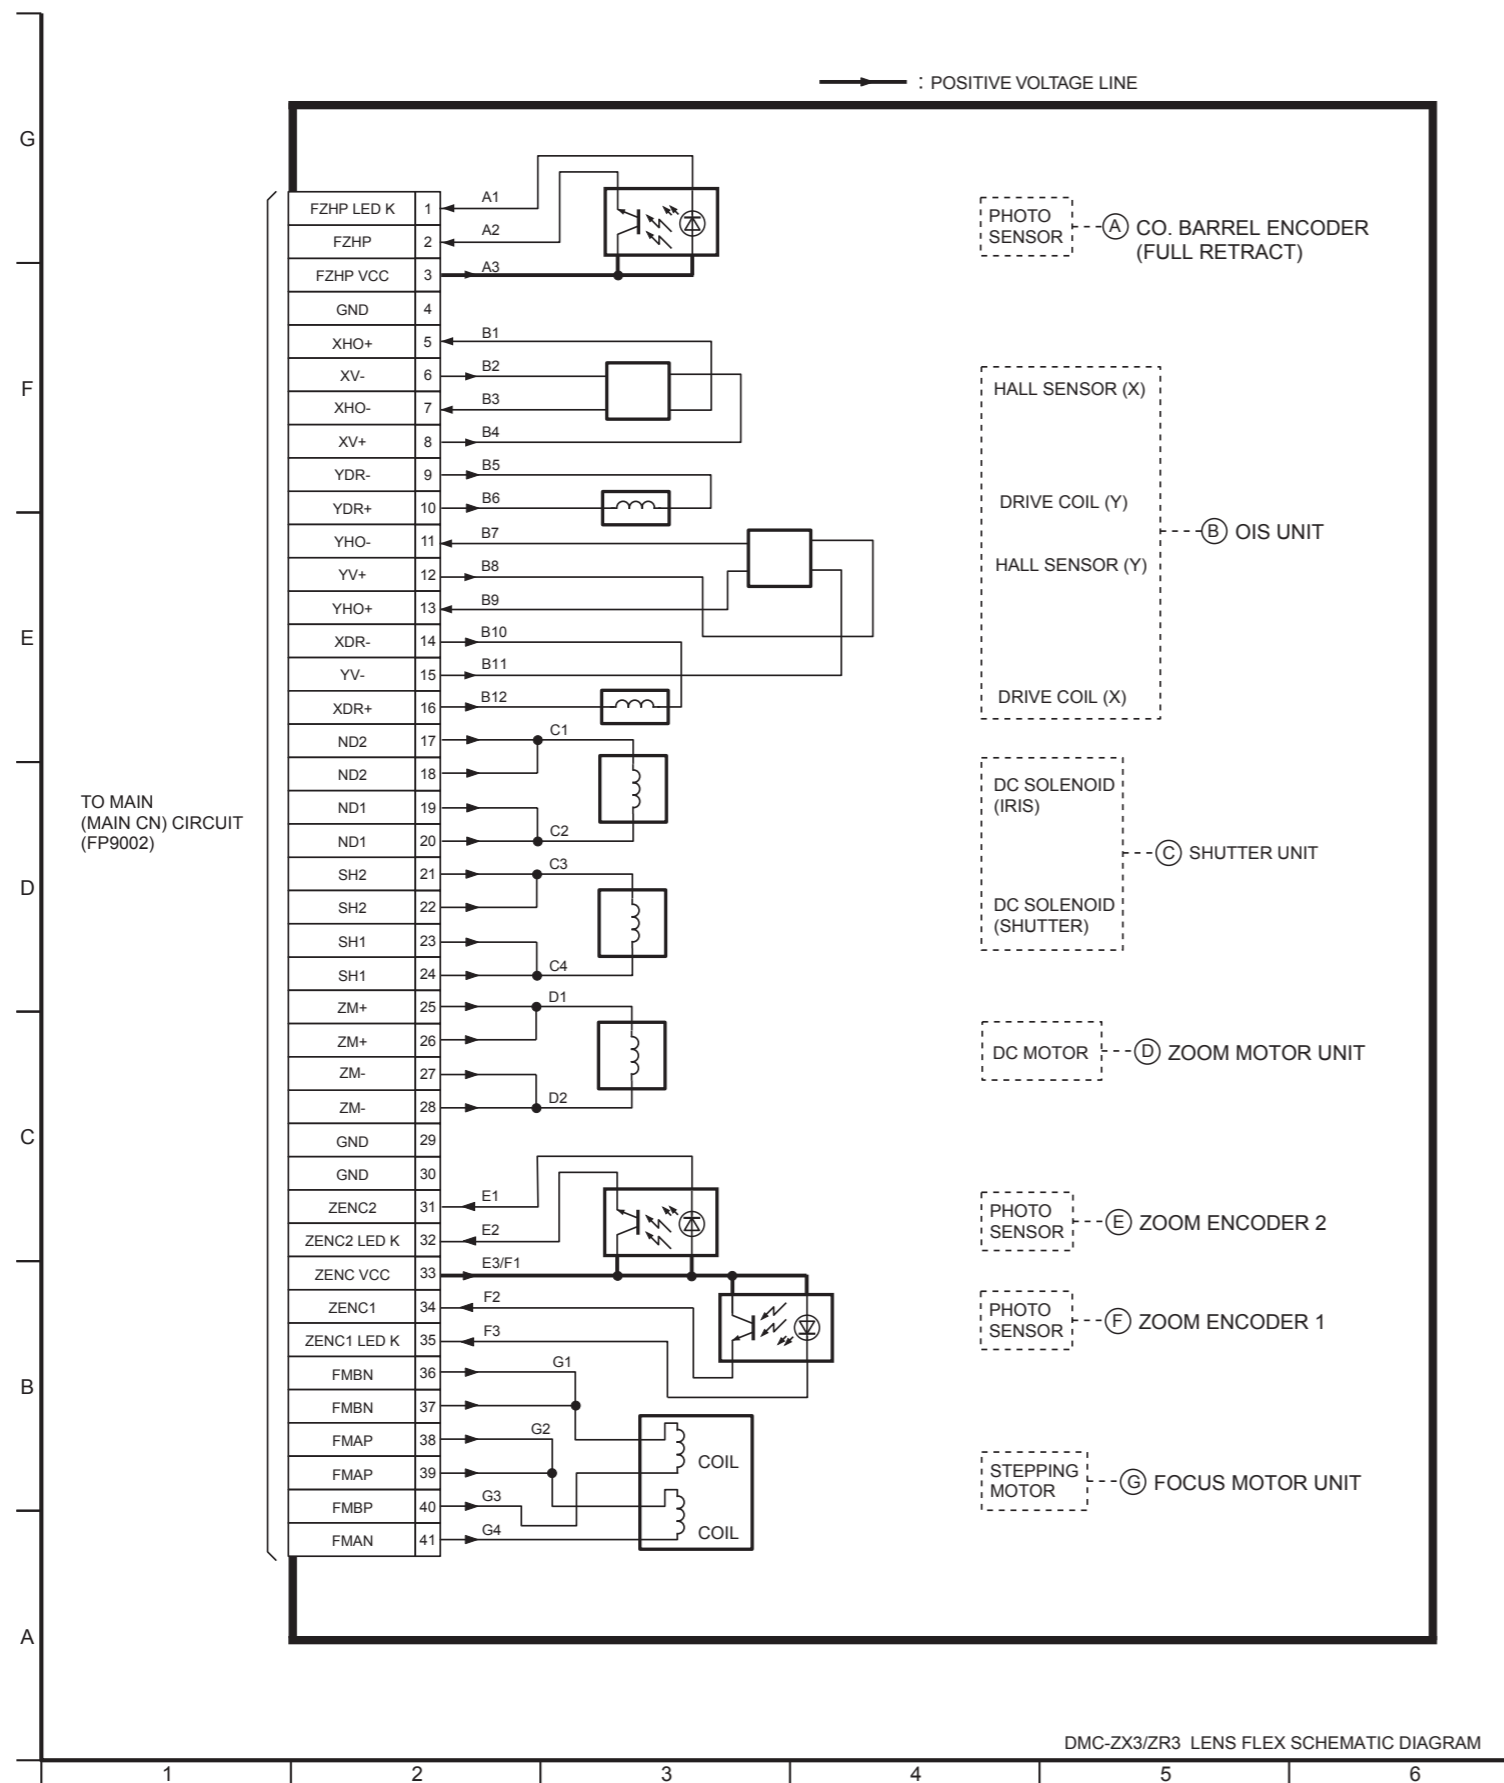 : POSITIVE VOLTAGE LINE
G
F
E
D
C
B
A
TO MAIN
(MAIN CN) CIRCUIT
(FP9002)
FZHP LED K 1 A1
FZHP 2 A2
FZHP VCC 3 A3
GND 4
XHO+ 5 B1
XV- 6 B2
XHO- 7 B3
XV+ 8 B4
YDR- 9 B5
YDR+ 10 B6
YHO- 11 B7
YV+ 12 B8
YHO+ 13 B9
XDR- 14 B10
YV- 15 B11
XDR+ 16 B12
ND2 17 C1
ND2 18
ND1 19
ND1 20 C2
SH2 21 C3
SH2 22
SH1 23
SH1 24 C4
ZM+ 25 D1
ZM+ 26
ZM- 27
ZM- 28 D2
GND 29
GND 30
ZENC2 31 E1
ZENC2 LED K 32 E2
ZENC VCC 33 E3/F1
ZENC1 34 F2
ZENC1 LED K 35 F3
FMBN 36 G1
FMBN 37
FMAP 38 G2
FMAP 39
FMBP 40 G3
FMAN 41 G4
COIL
COIL
PHOTO
SENSOR
A CO. BARREL ENCODER
(FULL RETRACT)
HALL SENSOR (X)
DRIVE COIL (Y)
HALL SENSOR (Y)
DRIVE COIL (X)
B OIS UNIT
DC SOLENOID
(IRIS)
DC SOLENOID
(SHUTTER)
C SHUTTER UNIT
DC MOTOR
D ZOOM MOTOR UNIT
PHOTO
SENSOR
E ZOOM ENCODER 2
PHOTO
SENSOR
F ZOOM ENCODER 1
STEPPING
MOTOR
G FOCUS MOTOR UNIT
DMC-ZX3/ZR3 LENS FLEX SCHEMATIC DIAGRAM
1 2 3 4 5 6